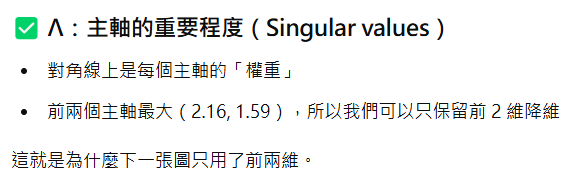 ✅ Λ：主軸的重要程度（Singular values）
• 對角線上是每個主軸的「權重」
• 前兩個主軸最大（2.16, 1.59），所以我們可以只保留前 2 維降維
這就是為什麼下一張圖只用了前兩維。